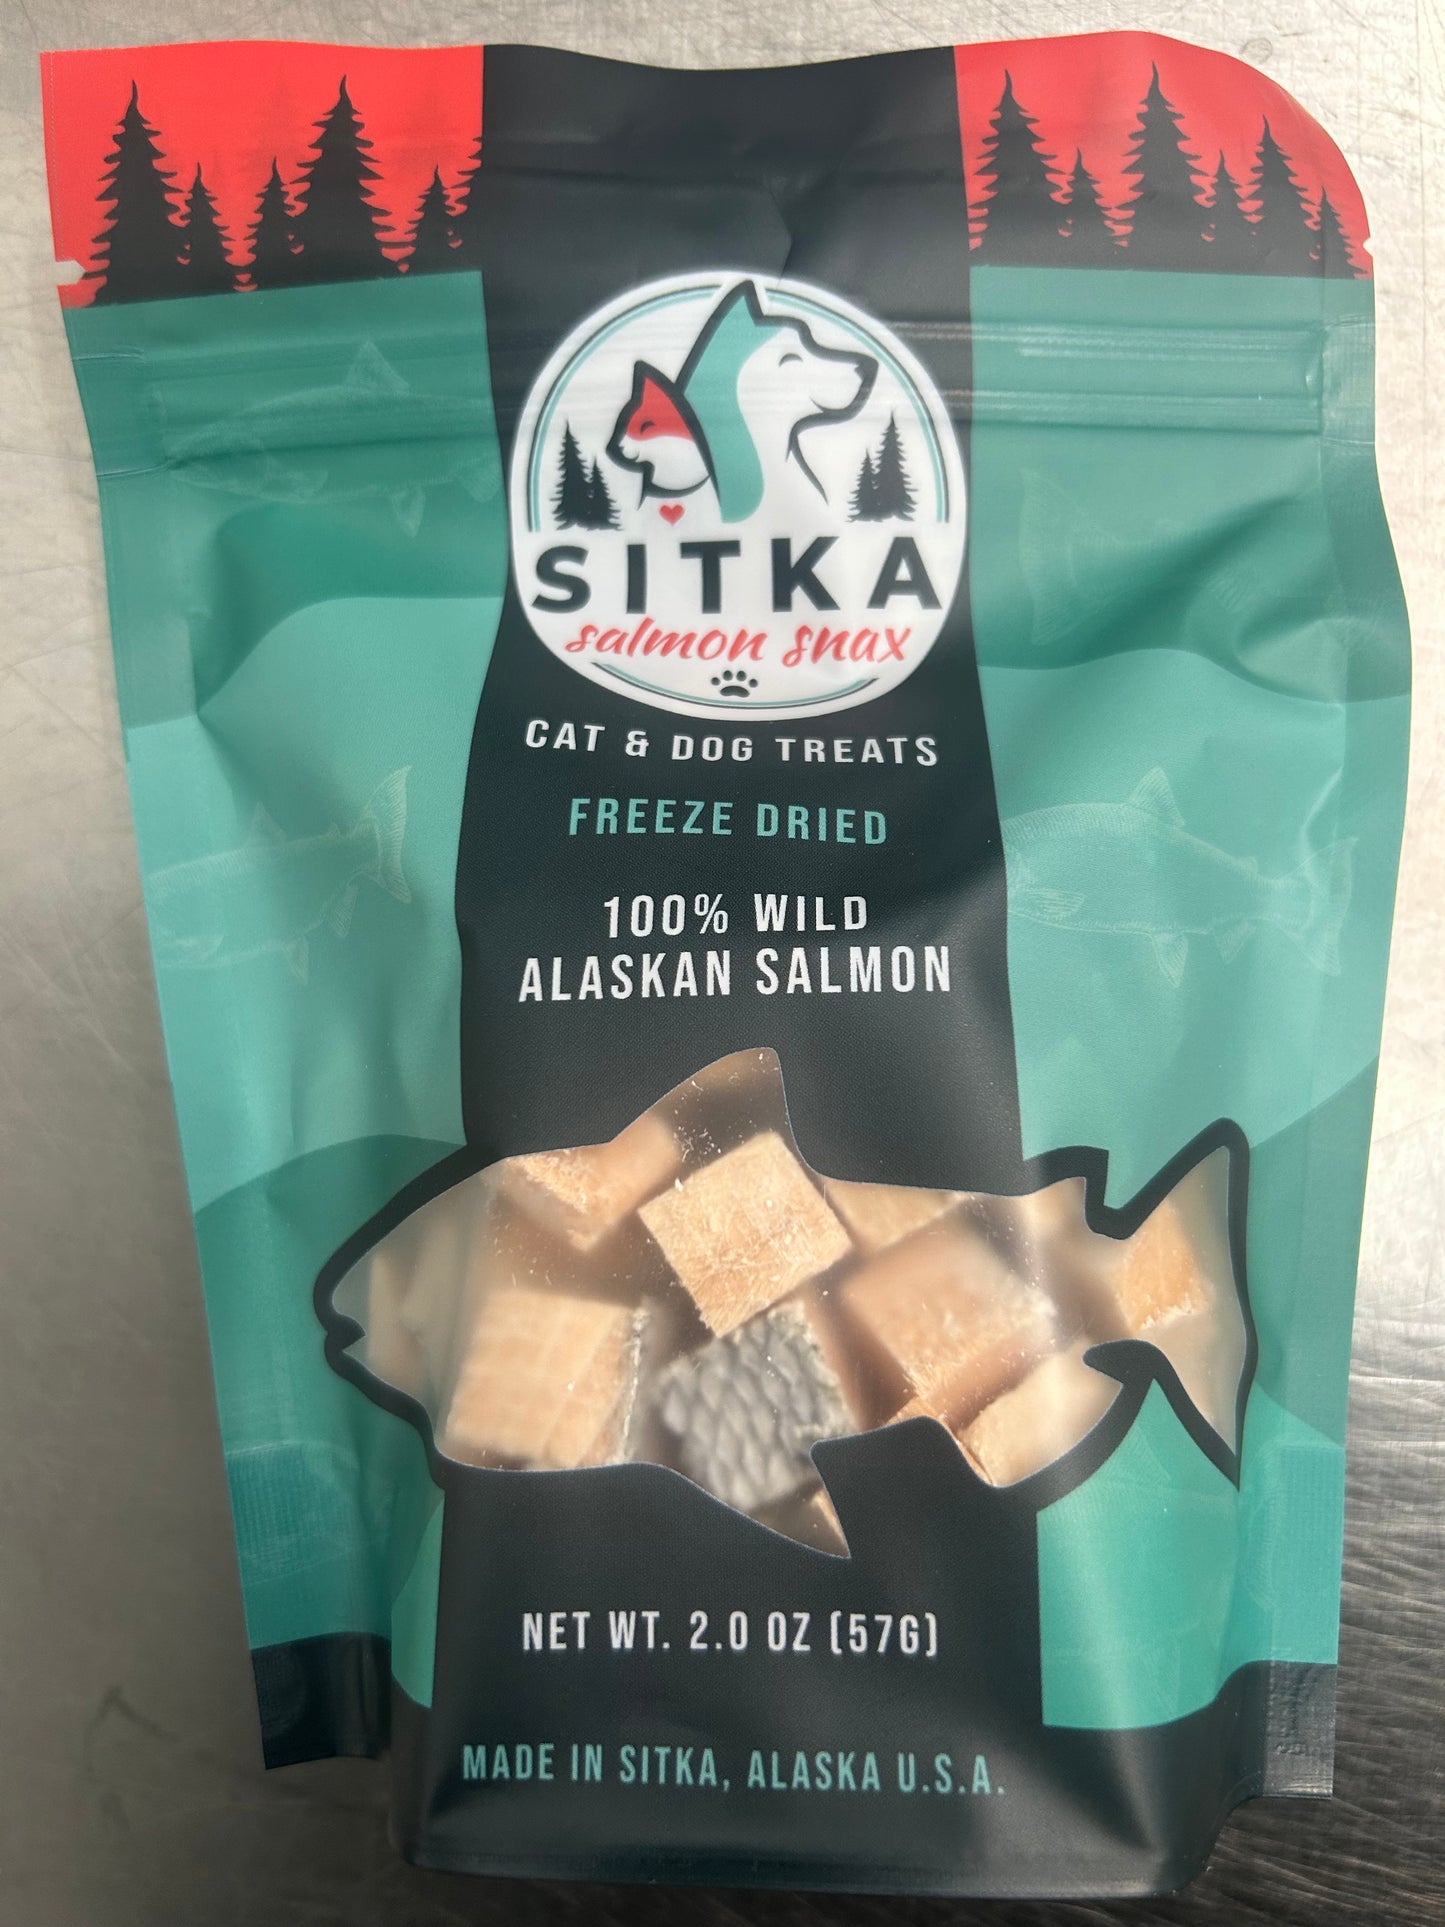 SITKA
salmon snax
CAT & DOG TREATS
FREEZE DRIED
100% WILD
ALASKAN SALMON
NET WT. 2.0 OZ (57G)
MADE IN SITKA, ALASKA U.S.A.